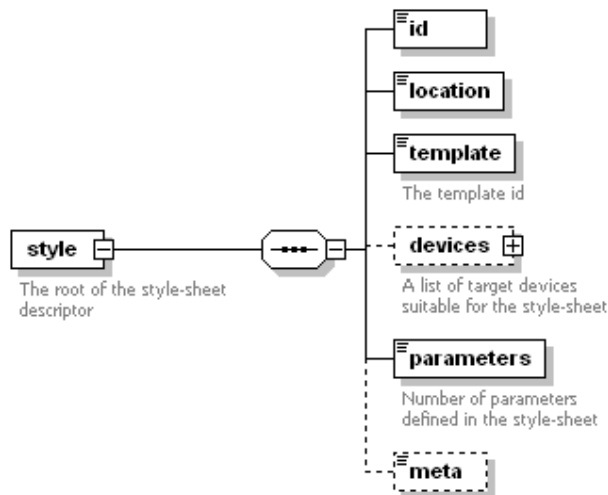 id
location
template
The template id
style
The root of the style-sheet
descriptor
devices
A list of target devices
suitable for the style-sheet
parameters
Number of parameters
defined in the style-sheet
meta